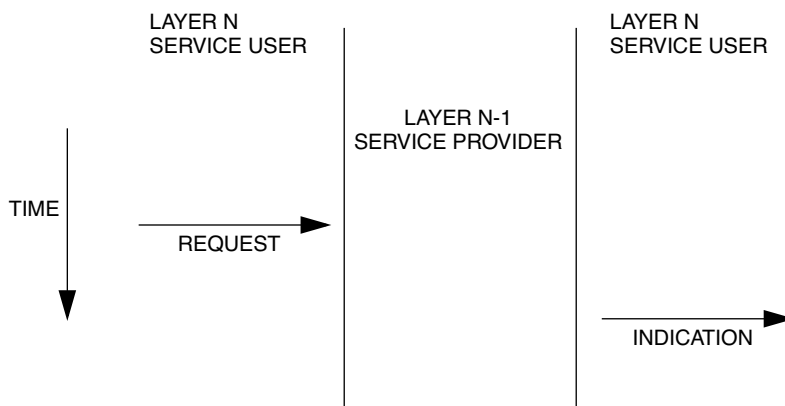 LAYER N
SERVICE USER
LAYER N
SERVICE USER
LAYER N-1
SERVICE PROVIDER
TIME
REQUEST
INDICATION